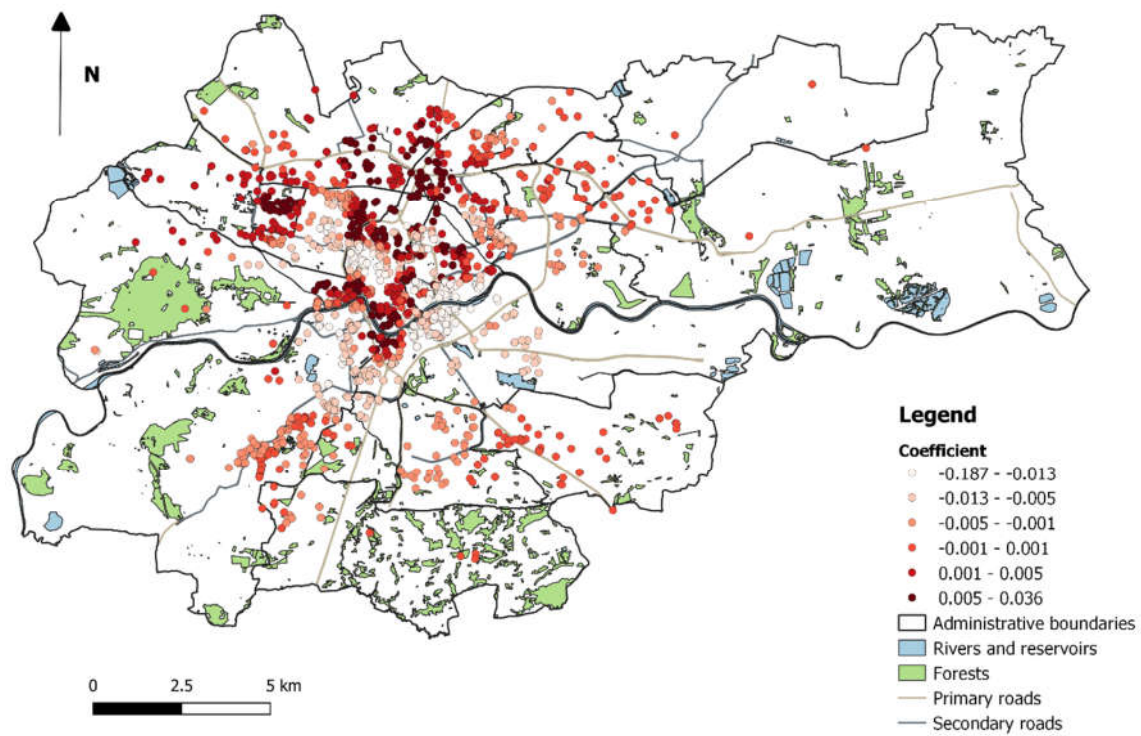 N
Legend
Coefficient
-0.187 - -0.013
-0.013 - -0.005
-0.005 - -0.001
-0.001 - 0.001
0.001 - 0.005
0.005 - 0.036
Administrative boundaries
Rivers and reservoirs
Forests
Primary roads
Secondary roads
0 2.5 5 km